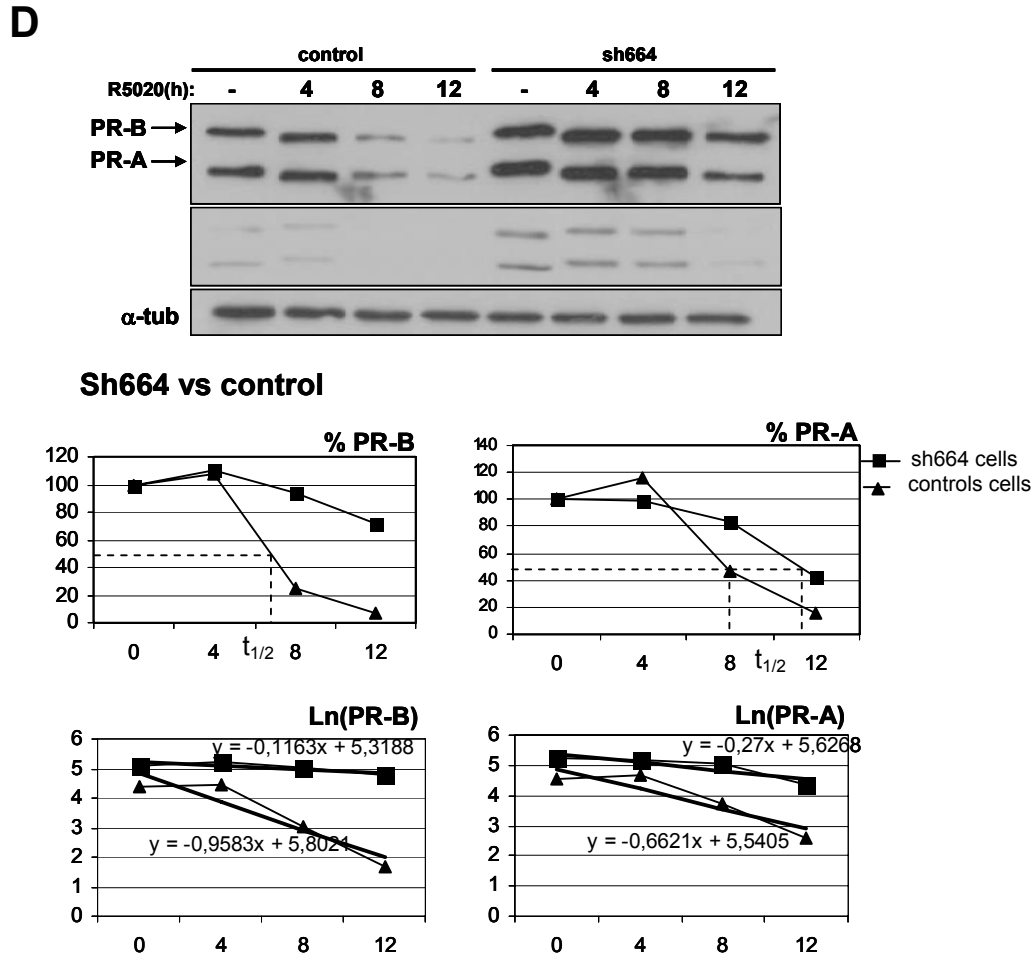 D
control sh664
R5020(h): - 4 8 12 - 4 8 12
PR-B
PR-A
α-tub
Sh664 vs control
% PR-B
120
100
80
60
40
20
0
0 4 t1/2 8 12
% PR-A
140
120
100
80
60
40
20
0
0 4 8 t1/2 12
sh664 cells
controls cells
Ln(PR-B)
y = -0,1163x + 5,3188
y = -0,9583x + 5,8021
6
5
4
3
2
1
0
0 4 8 12
Ln(PR-A)
y = -0,27x + 5,6268
y = -0,6621x + 5,5405
6
5
4
3
2
1
0
0 4 8 12